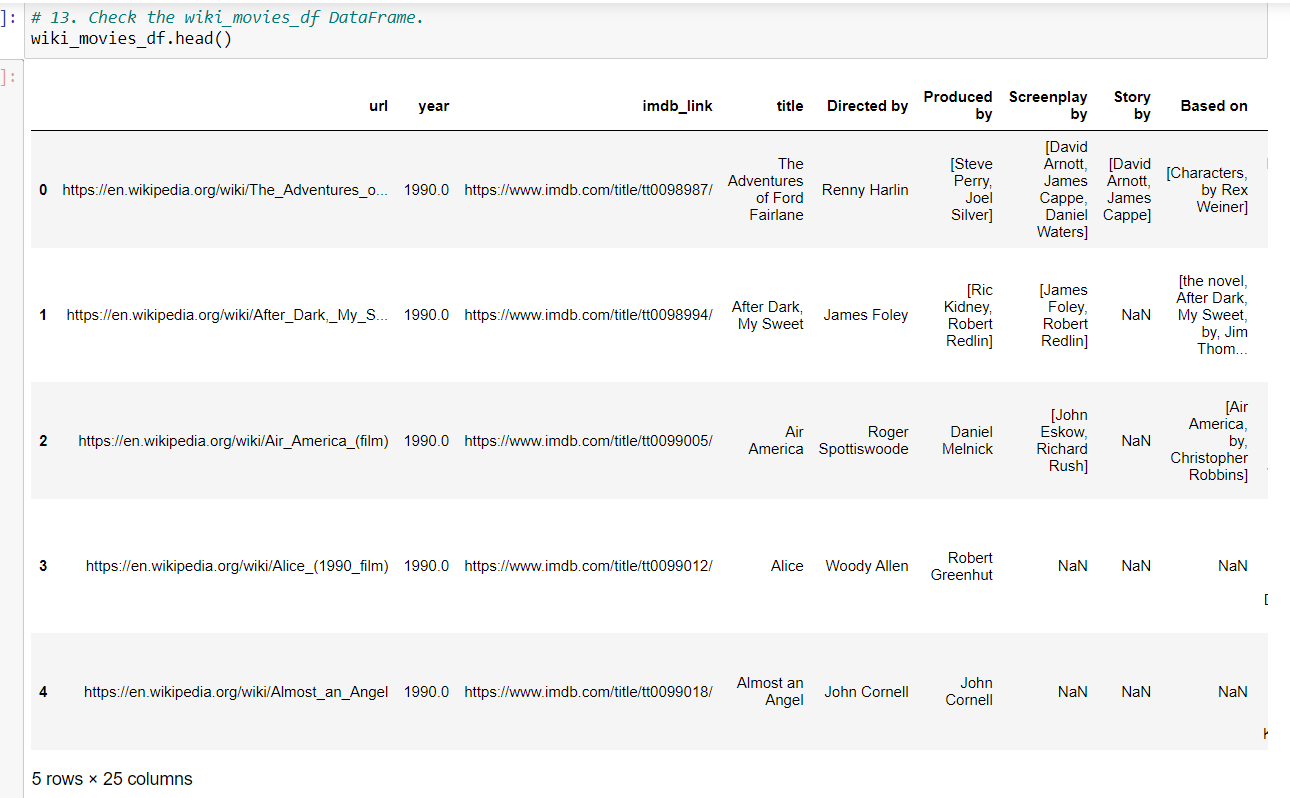 ]: # 13. Check the wiki_movies_df DataFrame.
wiki_movies_df.head()
]:
url year imdb_link title Directed by Produced by Screenplay by Story by Based on
0 https://en.wikipedia.org/wiki/The_Adventures_o... 1990.0 https://www.imdb.com/title/tt0098987/ The Adventures of Ford Fairlane Renny Harlin [Steve Perry, Joel Silver] [David Arnott, James Cappe, Daniel Waters] [David Arnott, James Cappe] [Characters, by Rex Weiner]
1 https://en.wikipedia.org/wiki/After_Dark,_My_S... 1990.0 https://www.imdb.com/title/tt0098994/ After Dark, My Sweet James Foley [Ric Kidney, Robert Redlin] [James Foley, Robert Redlin] NaN [the novel, After Dark, My Sweet, by, Jim Thom...
2 https://en.wikipedia.org/wiki/Air_America_(film) 1990.0 https://www.imdb.com/title/tt0099005/ Air America Roger Spottiswoode Daniel Melnick [John Eskow, Richard Rush] NaN [Air America, by, Christopher Robbins]
3 https://en.wikipedia.org/wiki/Alice_(1990_film) 1990.0 https://www.imdb.com/title/tt0099012/ Alice Woody Allen Robert Greenhut NaN NaN NaN
4 https://en.wikipedia.org/wiki/Almost_an_Angel 1990.0 https://www.imdb.com/title/tt0099018/ Almost an Angel John Cornell John Cornell NaN NaN NaN
5 rows × 25 columns